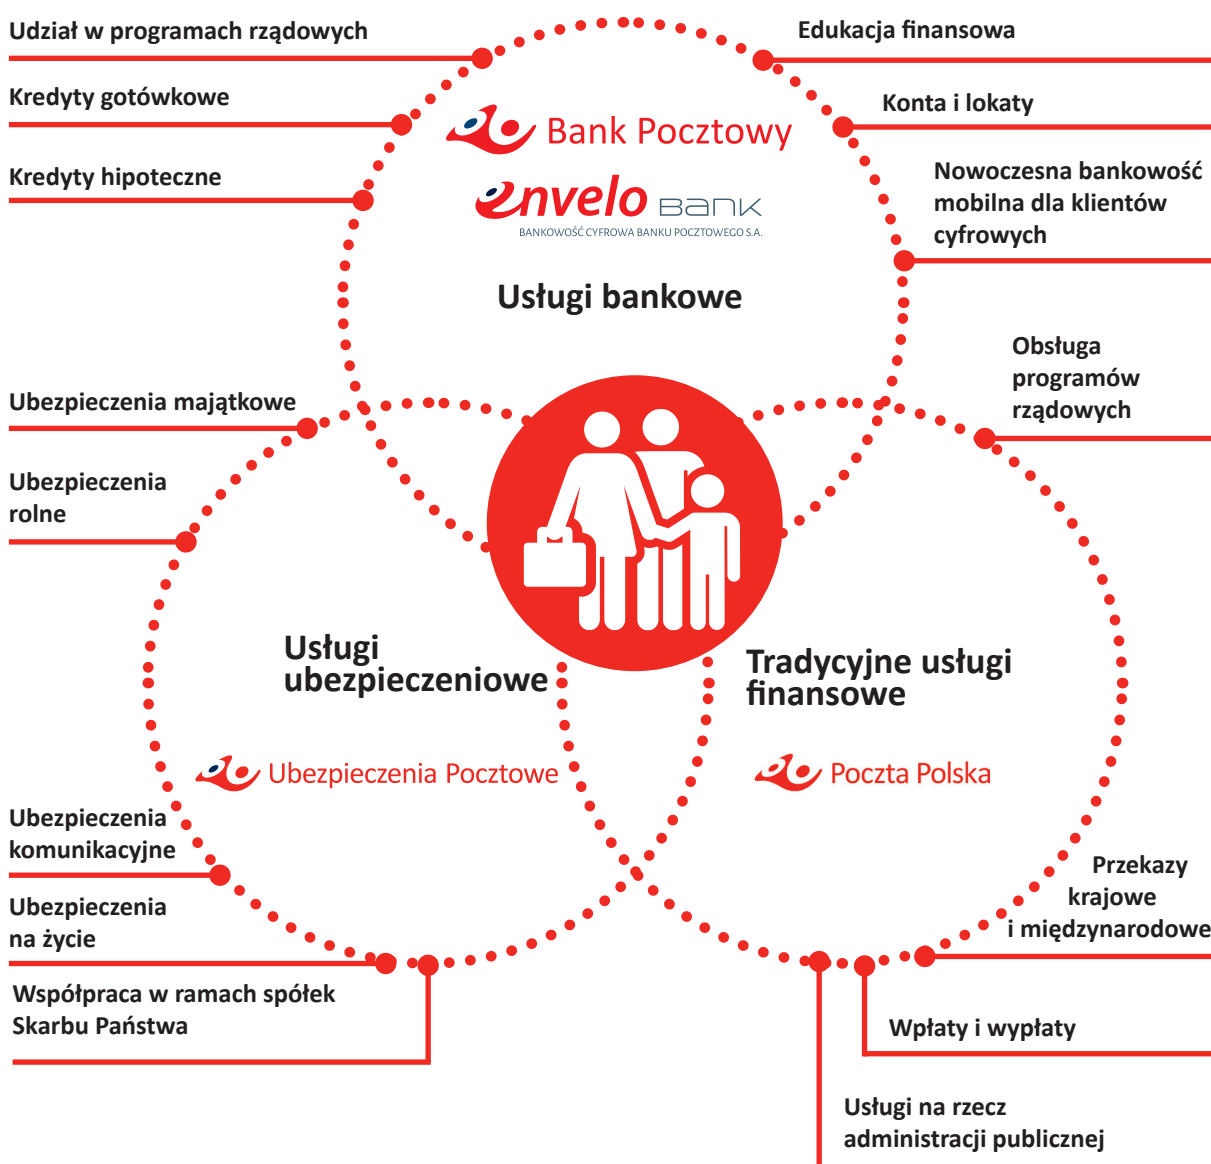 Udział w programach rządowych
Kredyty gotówkowe
Kredyty hipoteczne
Edukacja finansowa
Konta i lokaty
Nowoczesna bankowość
mobilna dla klientów
cyfrowych
Bank Pocztowy
envelo BANK
BANKOWOŚĆ CYFROWA BANKU POCZTOWEGO S.A.
Usługi bankowe
Obsługa
programów
rządowych
Ubezpieczenia majątkowe
Ubezpieczenia
rolne
Usługi
ubezpieczeniowe
Ubezpieczenia Pocztowe
Tradycyjne usługi
finansowe
Poczta Polska
Ubezpieczenia
komunikacyjne
Ubezpieczenia
na życie
Współpraca w ramach spółek
Skarbu Państwa
Przekazy
krajowe
i międzynarodowe
Wpłaty i wypłaty
Usługi na rzecz
administracji publicznej